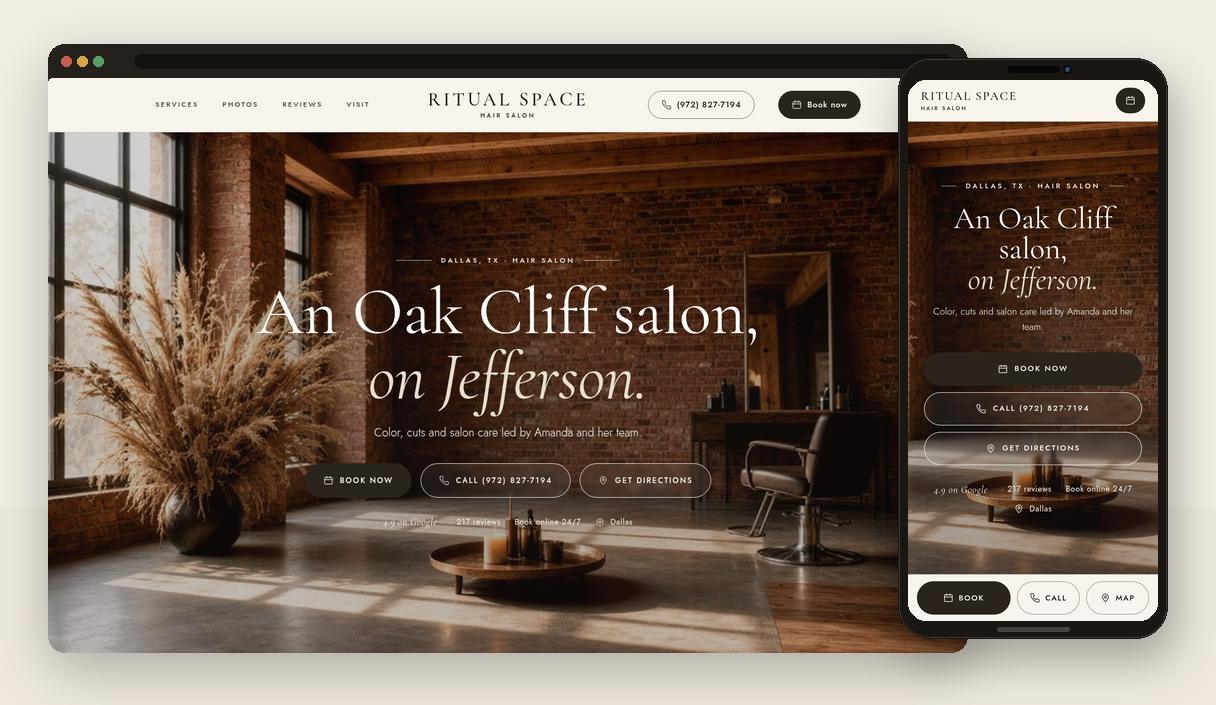 SERVICES PHOTOS REVIEWS VISIT
RITUAL SPACE
HAIR SALON
(972) 827-7194
Book now
DALLAS, TX · HAIR SALON
An Oak Cliff salon,
on Jefferson.
Color, cuts and salon care led by Amanda and her team.
BOOK NOW
CALL (972) 827-7194
GET DIRECTIONS
4.9 on Google · 217 reviews Book online 24/7 Dallas
RITUAL SPACE
HAIR SALON
DALLAS, TX · HAIR SALON
An Oak Cliff
salon,
on Jefferson.
Color, cuts and salon care led by Amanda and her
team.
BOOK NOW
CALL (972) 827-7194
GET DIRECTIONS
4.9 on Google · 217 reviews Book online 24/7
Dallas
BOOK
CALL
MAP